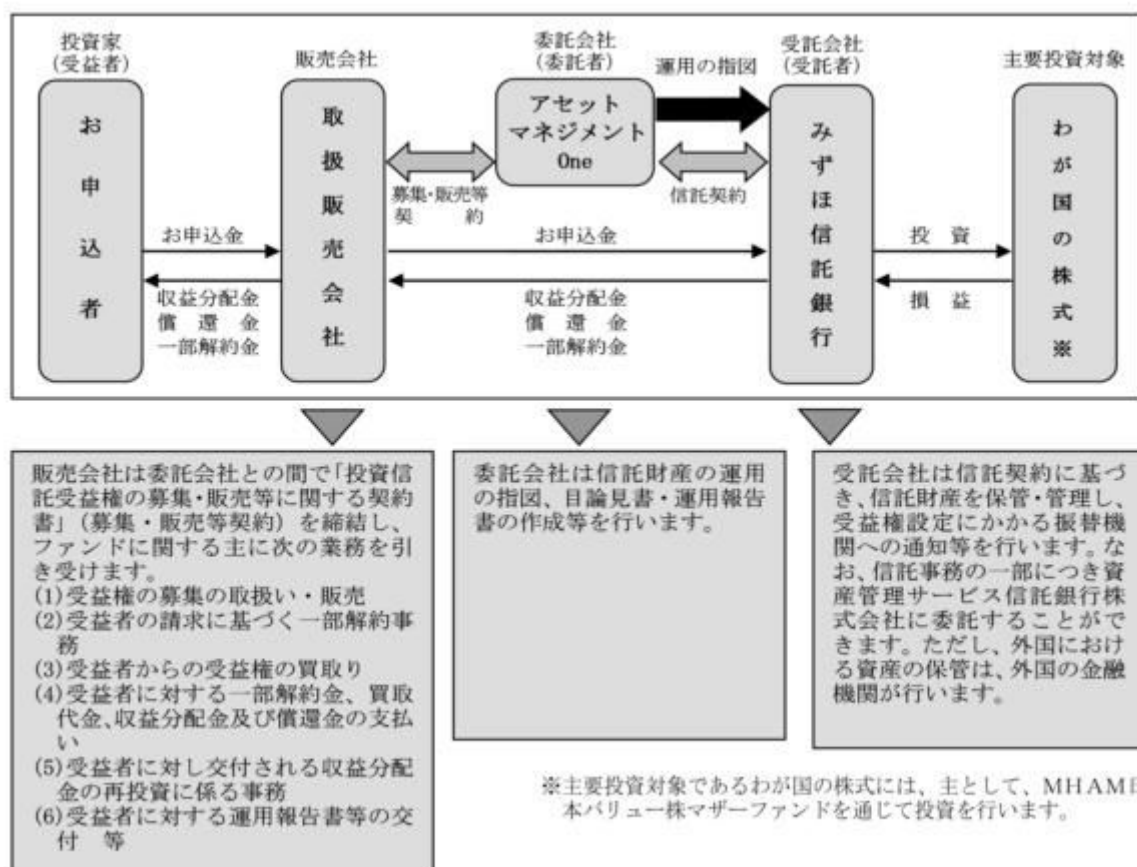 投資家
(受益者)
販売会社
委託会社
(委託者)
運用の指図
受託会社
(受託者)
主要投資対象
お申込者
取扱販売会社
アセット
マネジメント
One
みずほ信託銀行
わが国の株式※
募集・販売等
契　約
信託契約
お申込金
お申込金
投　資
収益分配金
償　還　金
一部解約金
収益分配金
償　還　金
一部解約金
損　益
販売会社は委託会社との間で「投資信
託受益権の募集・販売等に関する契約
書」（募集・販売等契約）を締結し、
ファンドに関する主に次の業務を引
き受けます。
(1)受益権の募集の取扱い・販売
(2)受益者の請求に基づく一部解約事
務
(3)受益者からの受益権の買取り
(4)受益者に対する一部解約金、買取
代金、収益分配金及び償還金の支払
い
(5)受益者に対し交付される収益分配
金の再投資に係る事務
(6)受益者に対する運用報告書等の交
付　等
委託会社は信託財産の運用
の指図、目論見書・運用報告
書の作成等を行います。
受託会社は信託契約に基づ
き、信託財産を保管・管理し、
受益権設定にかかる振替機
関への通知等を行います。な
お、信託事務の一部につき資
産管理サービス信託銀行株
式会社に委託することがで
きます。ただし、外国におけ
る資産の保管は、外国の金融
機関が行います。
※主要投資対象であるわが国の株式には、主として、MHAM日
本バリュー株マザーファンドを通じて投資を行います。